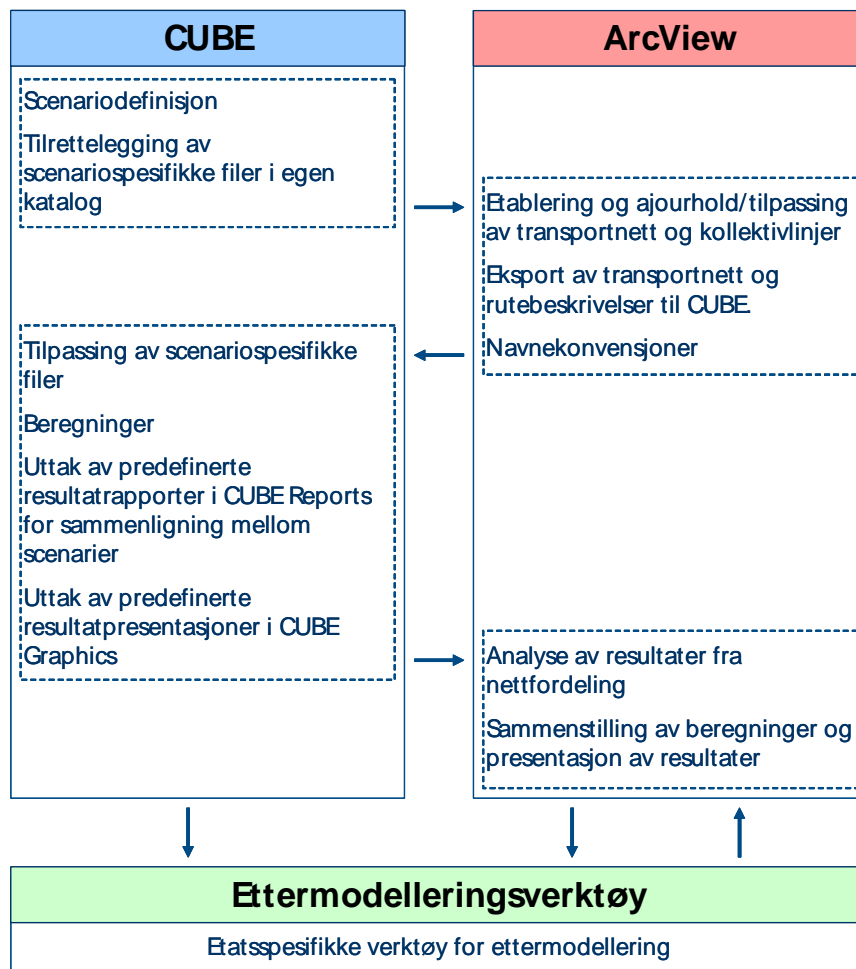 CUBE
Scenariodefinisjon
Tilrettelegging av
scenariospesifikke filer i egen
katalog
Tilpassing av scenariospesifikke
filer
Beregninger
Uttak av predefinerte
resultatrapporter i CUBE Reports
for sammenligning mellom
scenarier
Uttak av predefinerte
resultatpresentasjoner i CUBE
Graphics
ArcView
Etablering og ajourhold/tilpassing
av transportnett og kollektivlinjer
Eksport av transportnett og
rutebeskrivelser til CUBE.
Navnekonvensjoner
Analyse av resultater fra
nettfordeling
Sammenstilling av beregninger og
presentasjon av resultater
Ettermodelleringsverktøy
Etatsspesifikke verktøy for ettermodellering